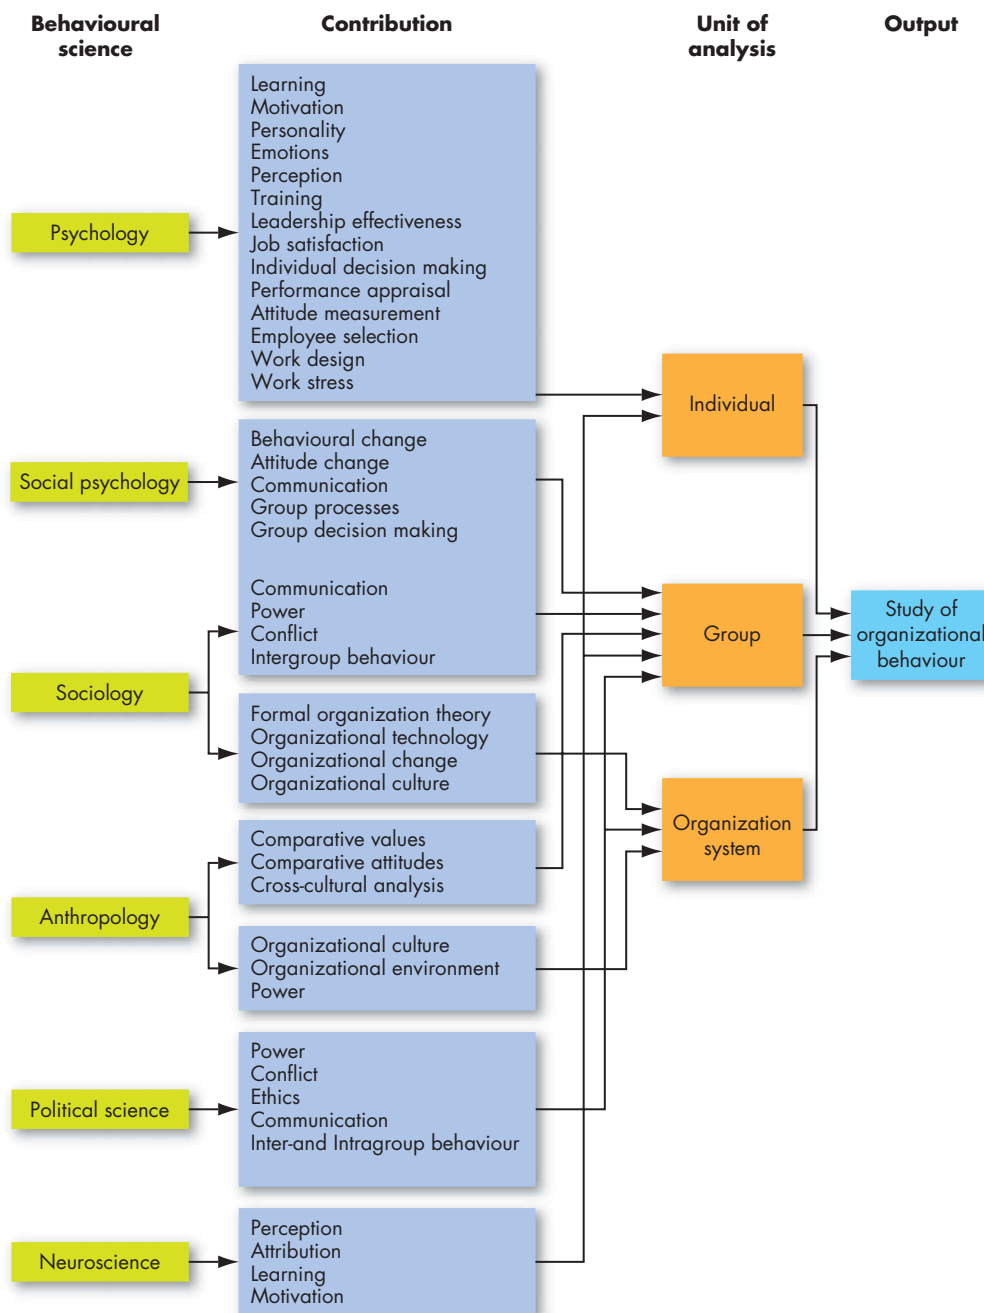 Behavioural
science
Contribution
Unit of
analysis
Output
Psychology
Learning
Motivation
Personality
Emotions
Perception
Training
Leadership effectiveness
Job satisfaction
Individual decision making
Performance appraisal
Attitude measurement
Employee selection
Work design
Work stress
Individual
Social psychology
Behavioural change
Attitude change
Communication
Group processes
Group decision making
Communication
Power
Conflict
Intergroup behaviour
Group
Study of
organizational
behaviour
Sociology
Formal organization theory
Organizational technology
Organizational change
Organizational culture
Organization
system
Anthropology
Comparative values
Comparative attitudes
Cross-cultural analysis
Organizational culture
Organizational environment
Power
Political science
Power
Conflict
Ethics
Communication
Inter-and Intragroup behaviour
Neuroscience
Perception
Attribution
Learning
Motivation